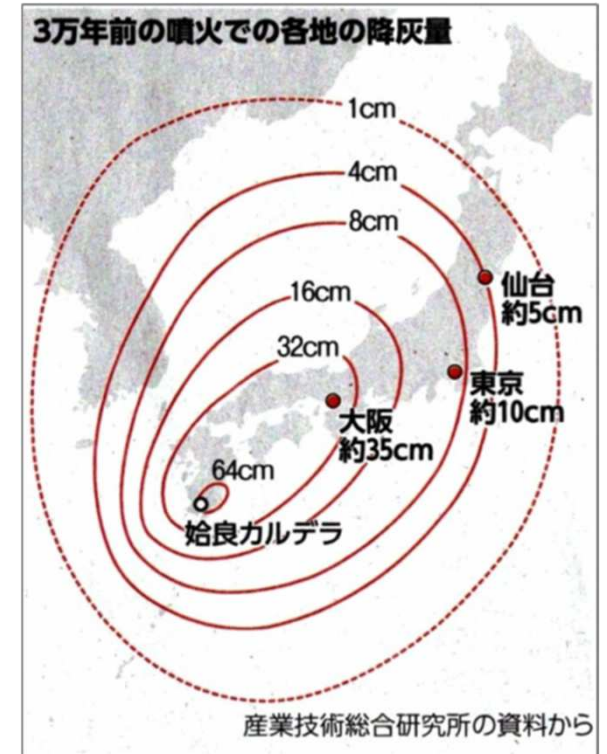 3万年前の噴火での各地の降灰量
1cm
4cm
8cm
16cm
32cm
64cm
仙台
約5cm
東京
約10cm
大阪
約35cm
姶良カルデラ
産業技術総合研究所の資料から